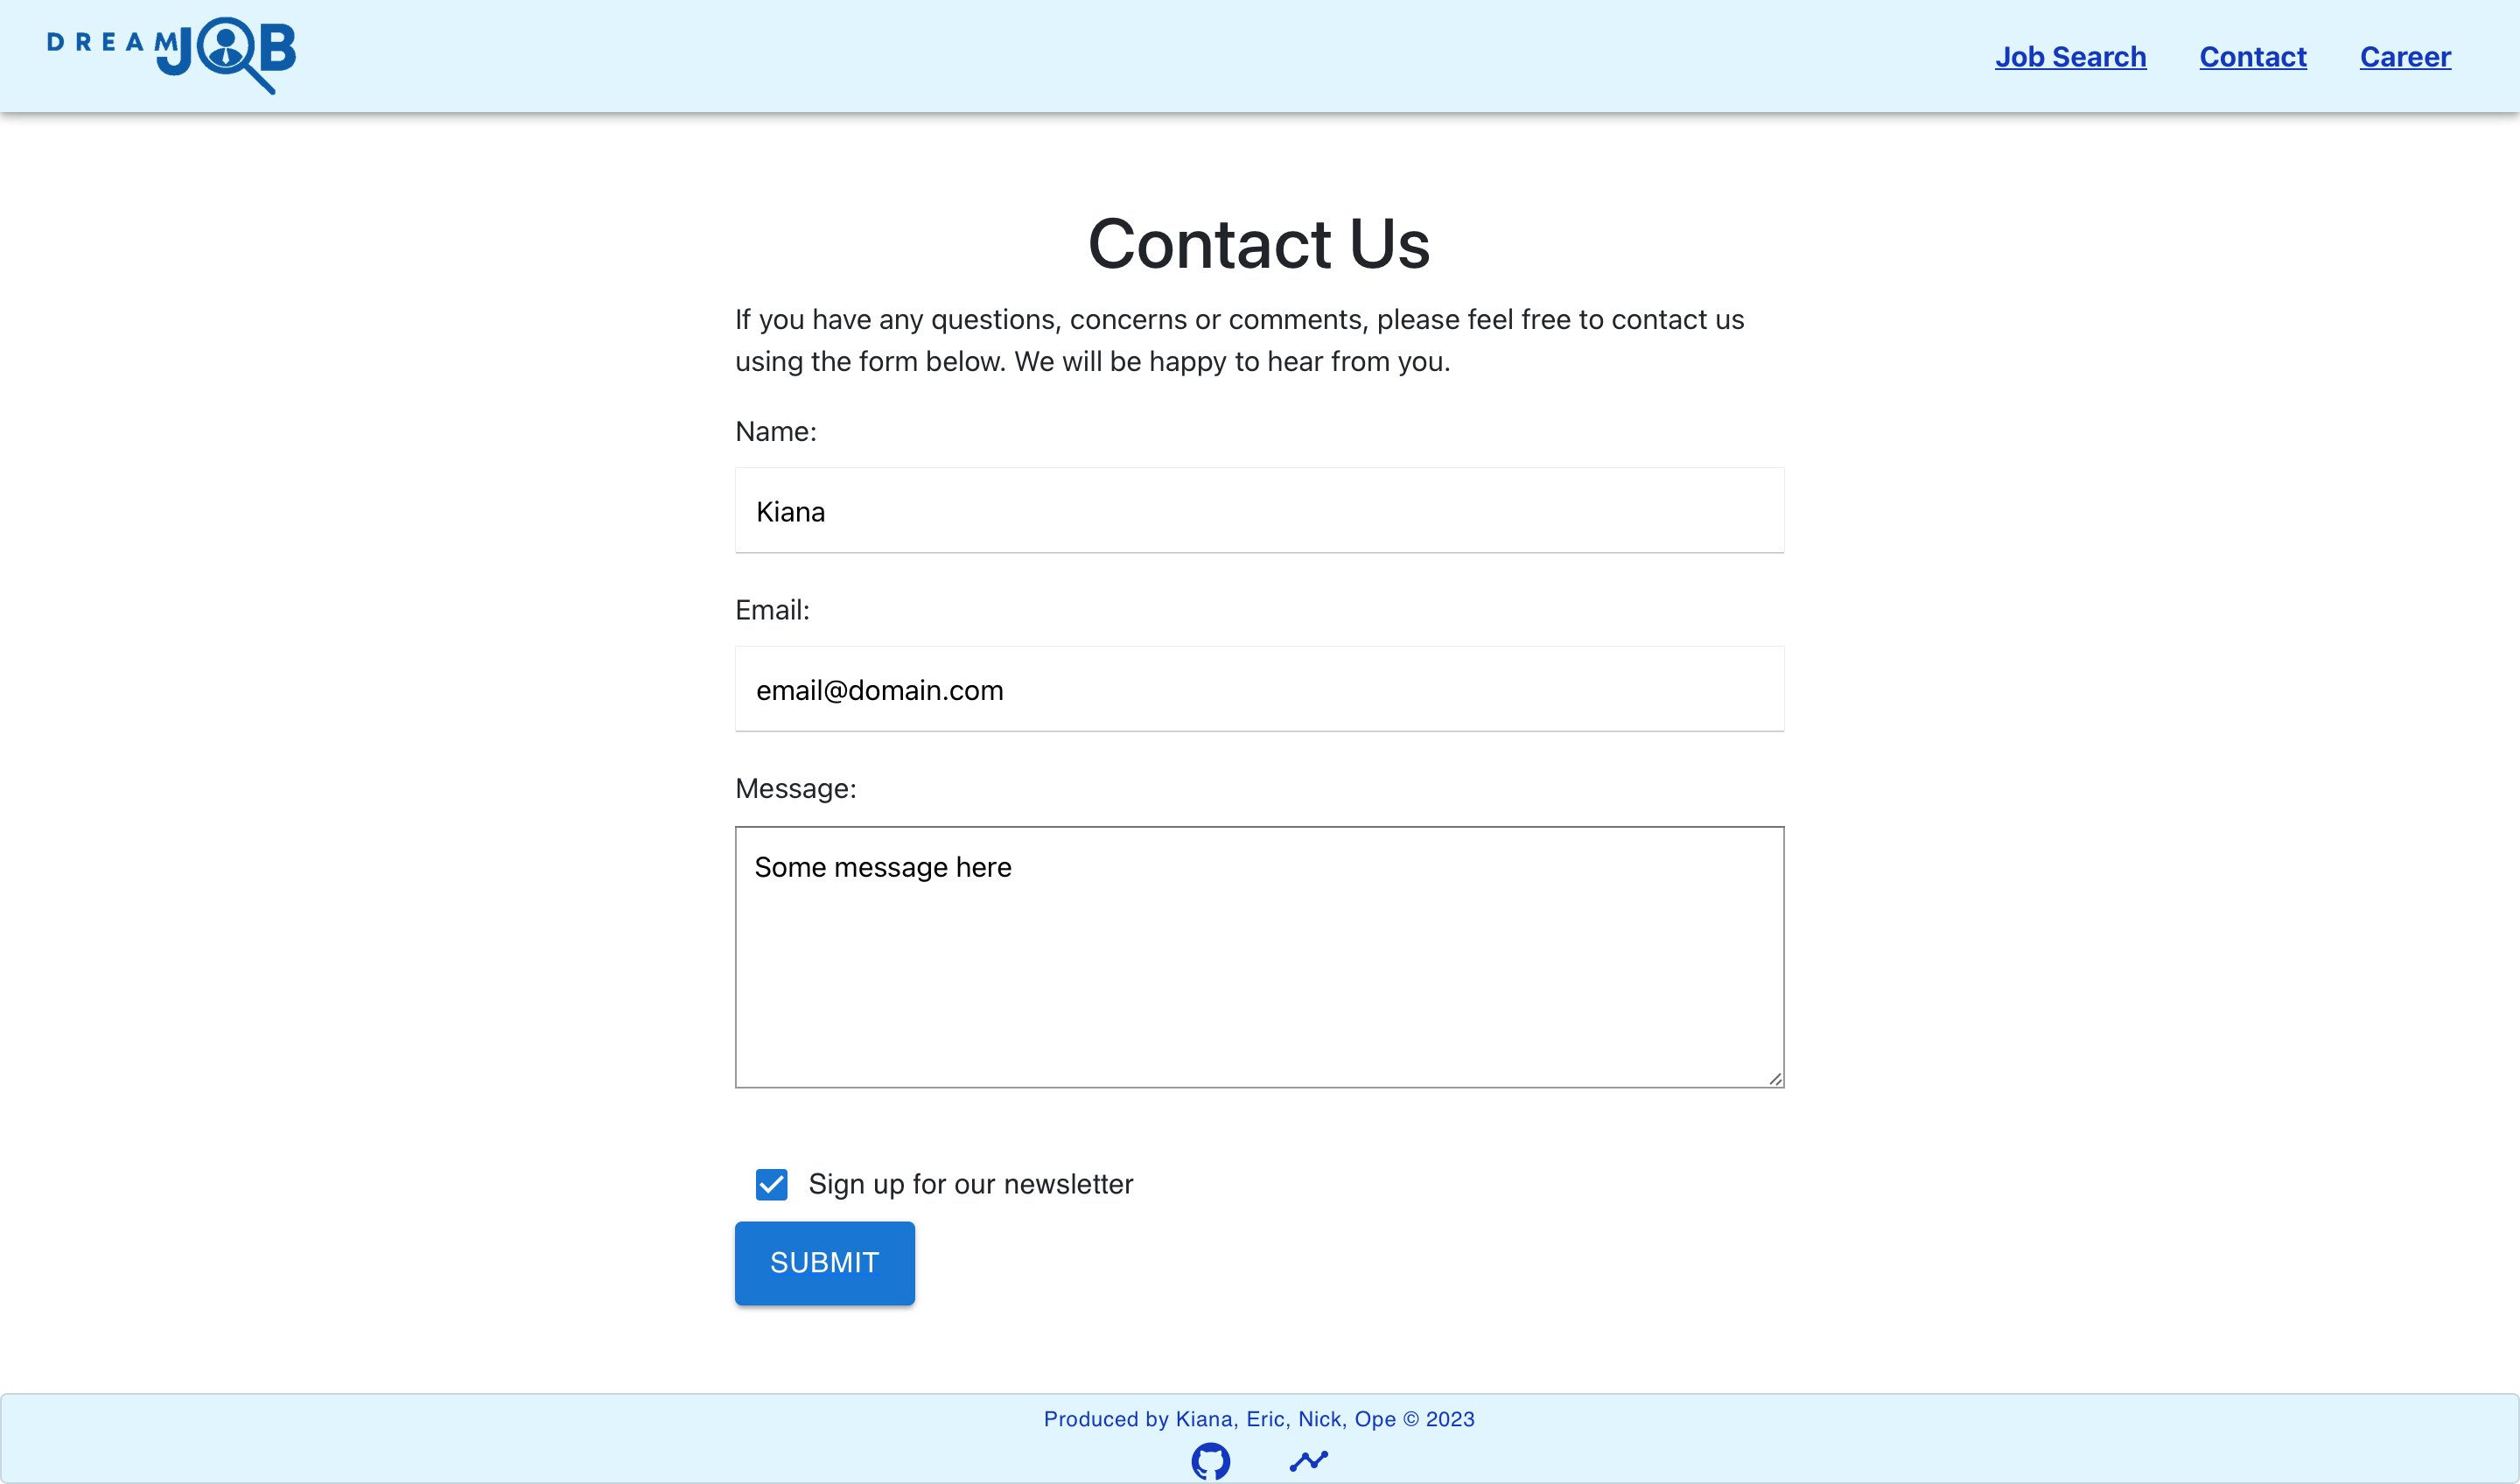 DREAM JOB
Job Search
Contact
Career
Contact Us
If you have any questions, concerns or comments, please feel free to contact us
using the form below. We will be happy to hear from you.
Name:
Kiana
Email:
email@domain.com
Message:
Some message here
Sign up for our newsletter
SUBMIT
Produced by Kiana, Eric, Nick, Ope © 2023